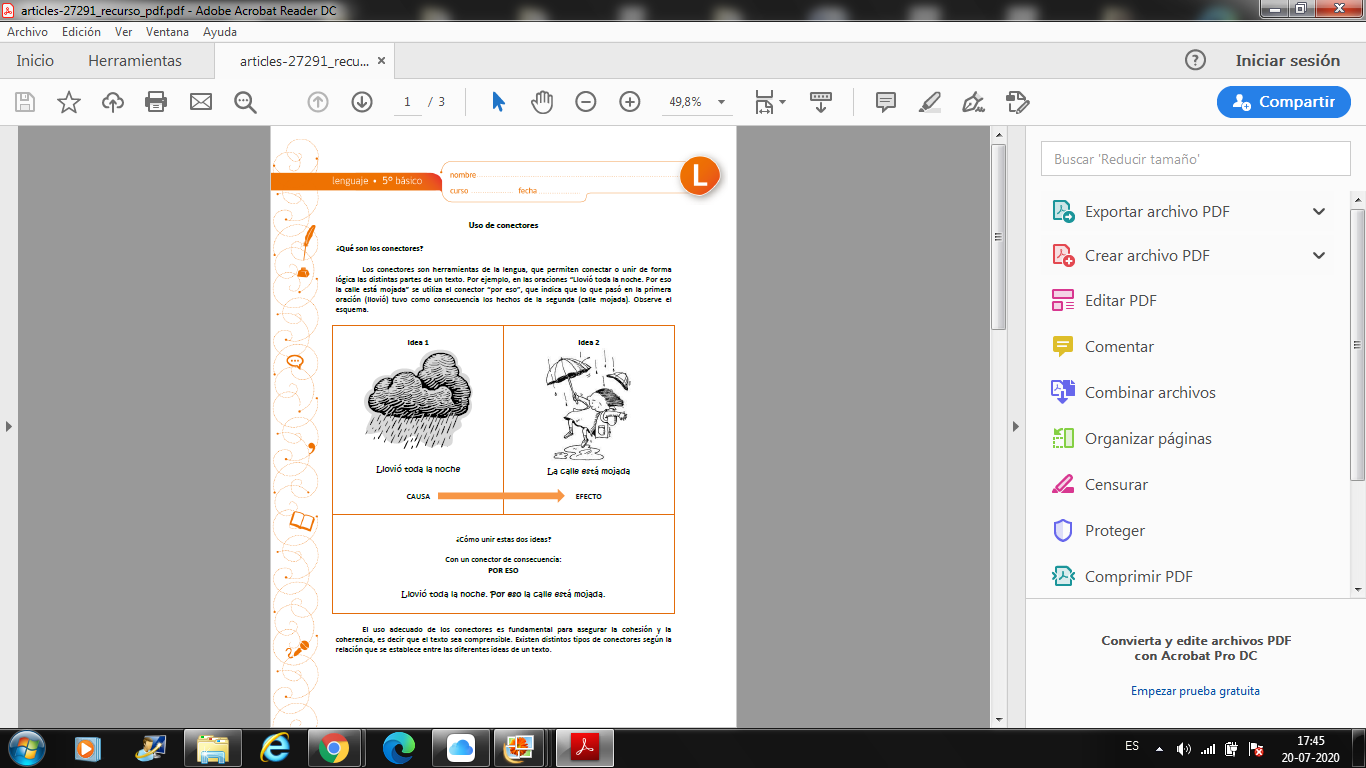 articles-27291_recurso_pdf.pdf - Adobe Acrobat Reader DC
Archivo Edición Ver Ventana Ayuda
Inicio Herramientas articles-27291_recu... × Iniciar sesión
1 / 3 49,8% Compartir
lenguaje • 5º básico
nombre
curso fecha
L
Uso de conectores
¿Qué son los conectores?
Los conectores son herramientas de la lengua, que permiten conectar o unir de forma
lógica las distintas partes de un texto. Por ejemplo, en las oraciones “Llovió toda la noche. Por eso
la calle está mojada” se utiliza el conector “por eso”, que indica que lo que pasó en la primera
oración (llovió) tuvo como consecuencia los hechos de la segunda (calle mojada). Observe el
esquema.
Idea 1 Idea 2
Llovió toda la noche La calle está mojada
CAUSA EFECTO
¿Cómo unir estas dos ideas?
Con un conector de consecuencia:
POR ESO
Llovió toda la noche. Por eso la calle está mojada.
El uso adecuado de los conectores es fundamental para asegurar la cohesión y la
coherencia, es decir que el texto sea comprensible. Existen distintos tipos de conectores según la
relación que se establece entre las diferentes ideas de un texto.
Buscar 'Reducir tamaño'
Exportar archivo PDF
Crear archivo PDF
Editar PDF
Comentar
Combinar archivos
Organizar páginas
Censurar
Proteger
Comprimir PDF
Convierta y edite archivos PDF
con Acrobat Pro DC
Empezar prueba gratuita
ES 17:45
20-07-2020